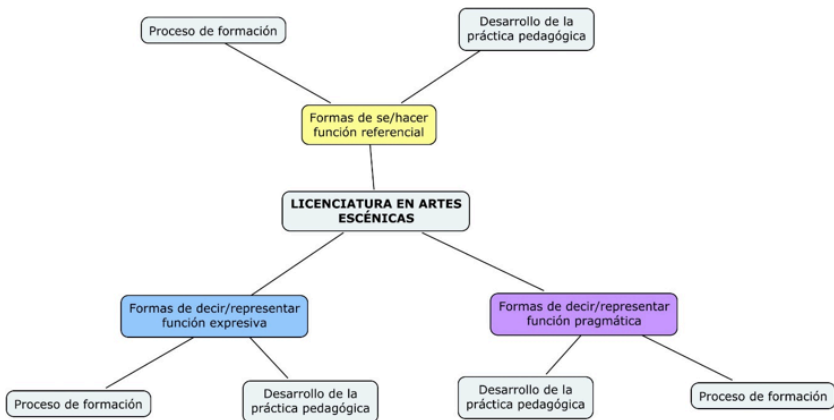 Proceso de formación
Desarrollo de la
práctica pedagógica
Formas de se/hacer
función referencial
LICENCIATURA EN ARTES
ESCÉNICAS
Formas de decir/representar
función expresiva
Formas de decir/representar
función pragmática
Proceso de formación
Desarrollo de la
práctica pedagógica
Desarrollo de la
práctica pedagógica
Proceso de formación